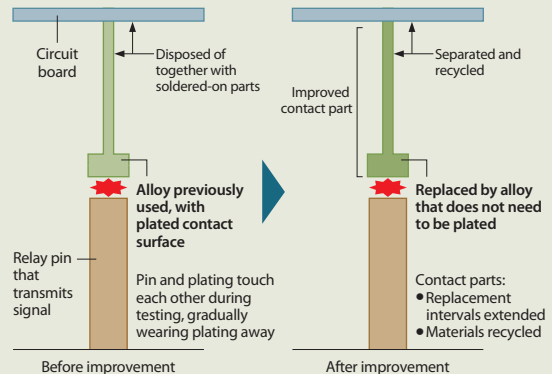 Circuit
board
Disposed of
together with
soldered-on parts
Alloy previously
used, with
plated contact
surface
Relay pin
that
transmits
signal
Pin and plating touch
each other during
testing, gradually
wearing plating away
Before improvement
Separated and
recycled
Improved
contact part
Replaced by alloy
that does not need
to be plated
Contact parts:
● Replacement
intervals extended
● Materials recycled
After improvement